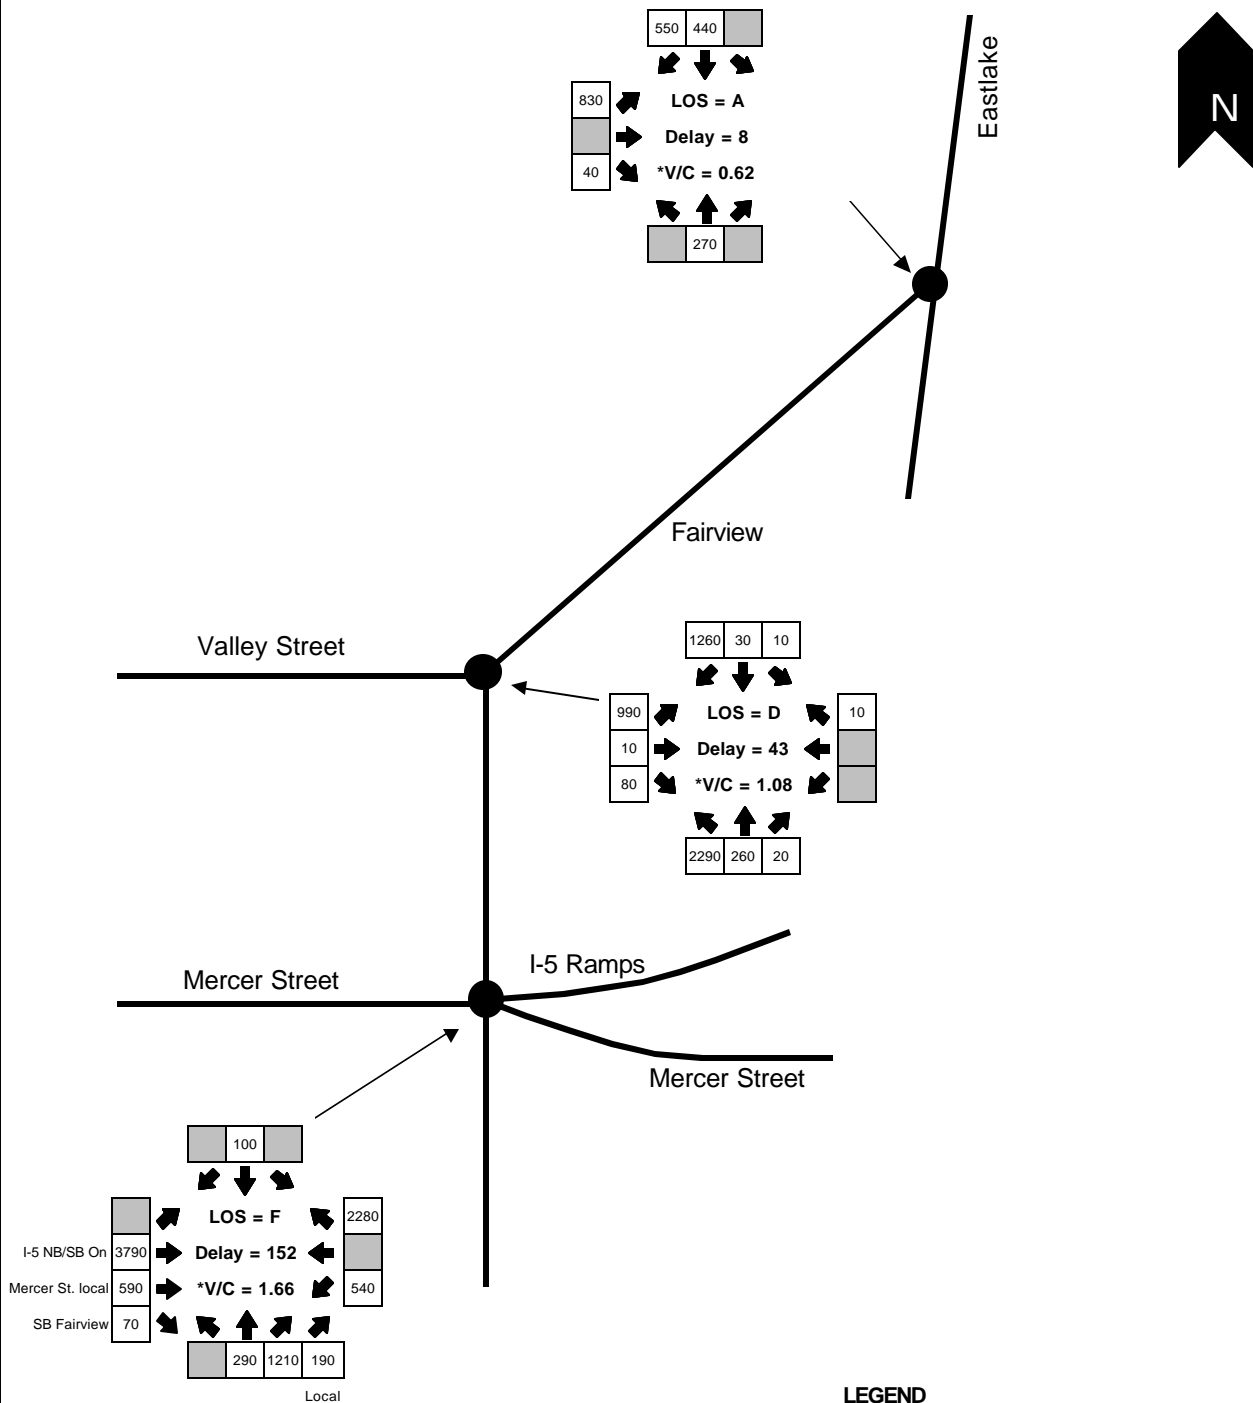 550 440
Eastlake
N
830
LOS = A
Delay = 8
40
*V/C = 0.62
270
Fairview
Valley Street
1260 30 10
990
LOS = D
10
10
Delay = 43
80
*V/C = 1.08
2290 260 20
I-5 Ramps
Mercer Street
Mercer Street
100
LOS = F
2280
I-5 NB/SB On 3790
Delay = 152
Mercer St. local 590
*V/C = 1.66
540
SB Fairview 70
290 1210 190
Local
LEGEND